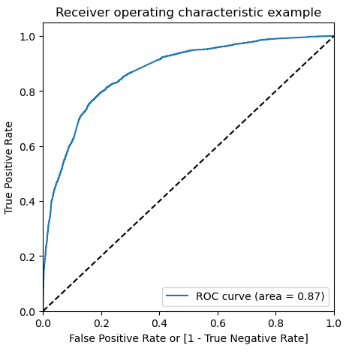 Receiver operating characteristic example
True Positive Rate
1.0
0.8
0.6
0.4
0.2
0.0
ROC curve (area = 0.87)
0.0 0.2 0.4 0.6 0.8 1.0
False Positive Rate or [1 - True Negative Rate]